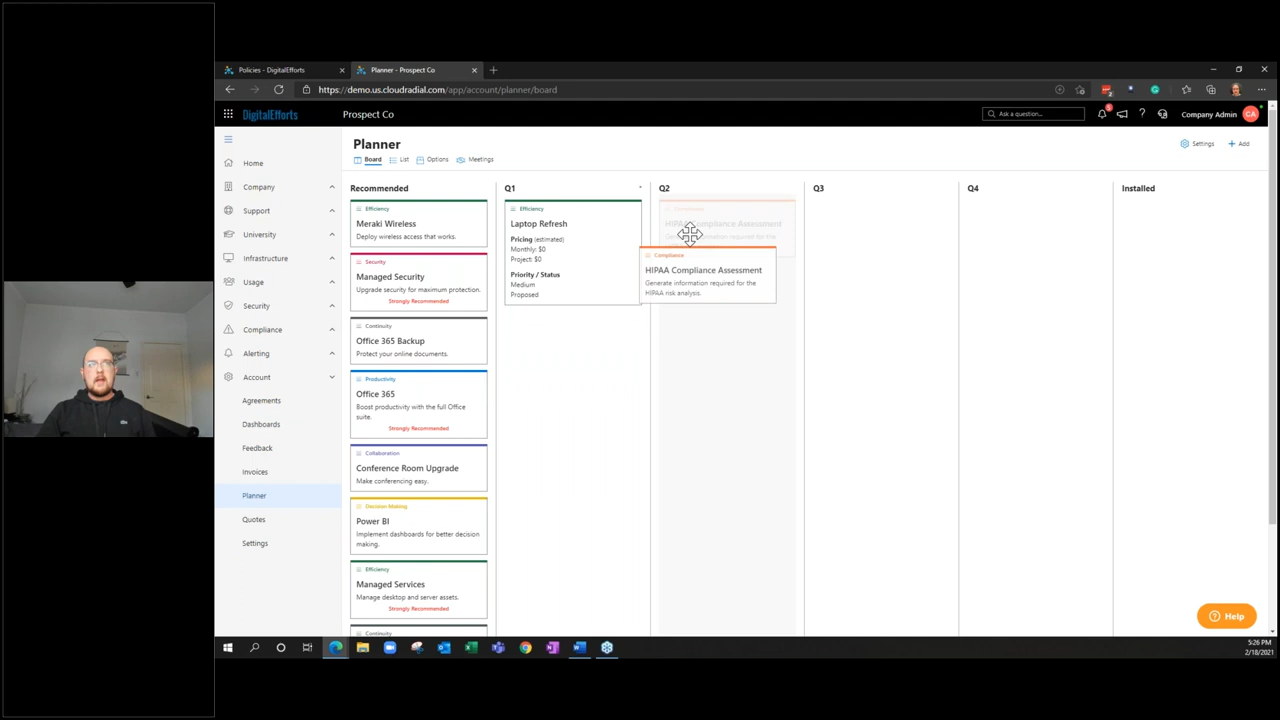 Policies - DigitalEfforts
Planner - Prospect Co
https://demo.us.cloudradial.com/app/account/planner/board
DigitalEfforts
Prospect Co
Ask a question...
5
Company Admin
CA
Planner
Settings
Add
Board
List
Options
Meetings
Home
Company
Support
University
Infrastructure
Usage
Security
Compliance
Alerting
Account
Agreements
Dashboards
Feedback
Invoices
Planner
Quotes
Settings
Recommended
Efficiency
Meraki Wireless
Deploy wireless access that works.
Security
Managed Security
Upgrade security for maximum protection.
Strongly Recommended
Continuity
Office 365 Backup
Protect your online documents.
Productivity
Office 365
Boost productivity with the full Office
suite.
Strongly Recommended
Collaboration
Conference Room Upgrade
Make conferencing easy.
Decision-Making
Power BI
Implement dashboards for better decision
making.
Efficiency
Managed Services
Manage desktop and server assets.
Strongly Recommended
Continuity
Q1
Efficiency
Laptop Refresh
Pricing (estimated)
Monthly: $0
Project: $0
Priority / Status
Medium
Proposed
Q2
Compliance
HIPAA Compliance Assessment
Compliance
HIPAA Compliance Assessment
Generate information required for the
HIPAA risk analysis.
Q3
Q4
Installed
Help
5:26 PM
2/18/2021